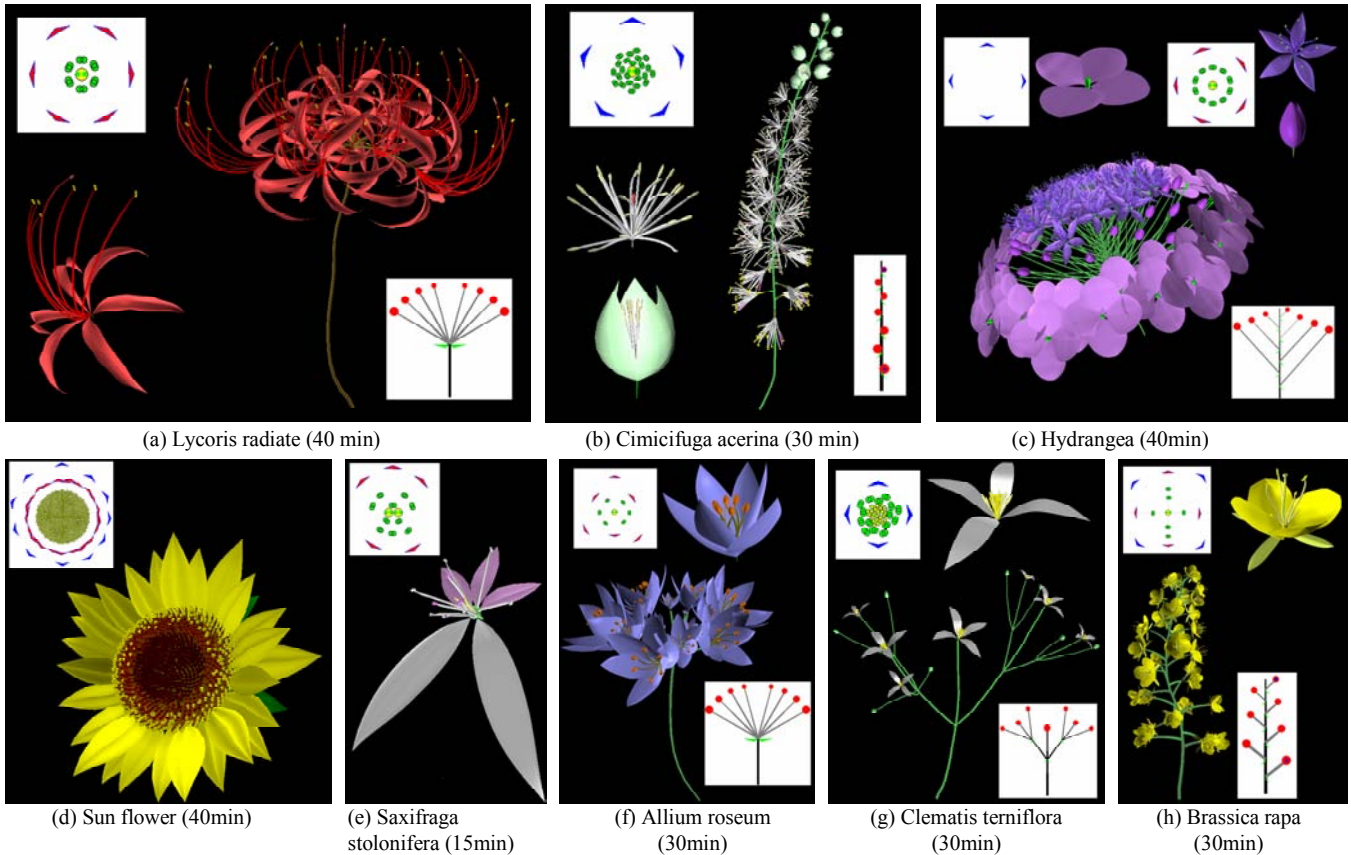 (a) Lycoris radiate (40 min)
(b) Cimicifuga acerina (30 min)
(c) Hydrangea (40min)
(d) Sun flower (40min)
(e) Saxifraga
stolonifera (15min)
(f) Allium roseum
(30min)
(g) Clematis terniflora
(30min)
(h) Brassica rapa
(30min)